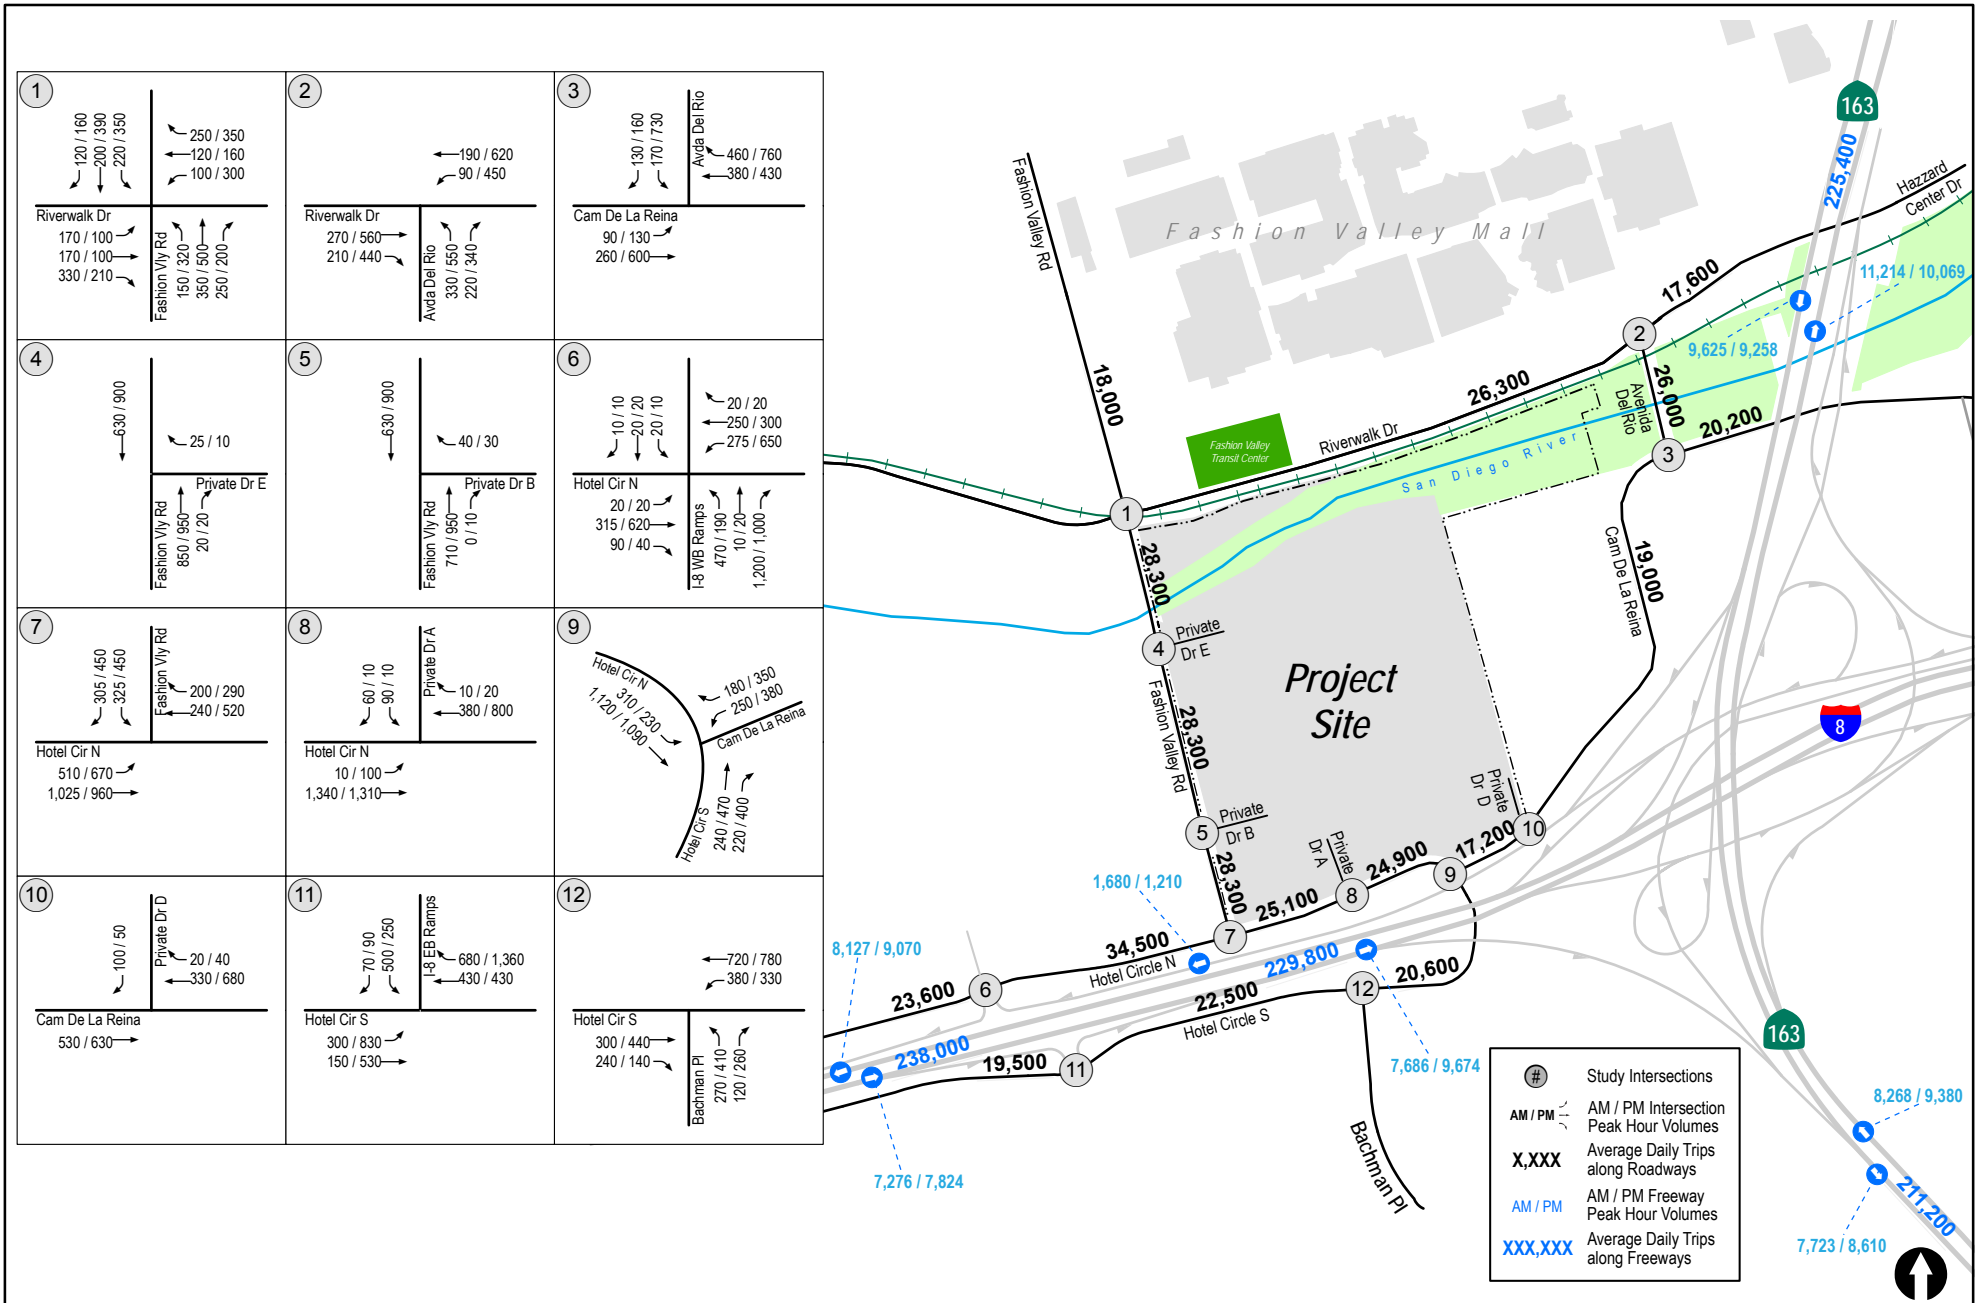 1
120 / 160
200 / 390
220 / 350
250 / 350
120 / 160
100 / 300
Riverwalk Dr
170 / 100
170 / 100
330 / 210
Fashion Vly Rd
150 / 320
350 / 500
250 / 200
2
190 / 620
90 / 450
Riverwalk Dr
270 / 560
210 / 440
Avda Del Rio
330 / 550
220 / 340
3
130 / 160
170 / 730
Avda Del Rio
460 / 760
380 / 430
Cam De La Reina
90 / 130
260 / 600
4
630 / 900
25 / 10
Private Dr E
Fashion Vly Rd
850 / 950
20 / 20
5
630 / 900
40 / 30
Private Dr B
Fashion Vly Rd
710 / 950
0 / 10
6
10 / 10
20 / 20
20 / 10
20 / 20
250 / 300
275 / 650
Hotel Cir N
20 / 20
315 / 620
90 / 40
I-8 WB Ramps
470 / 190
10 / 20
1,200 / 1,000
7
305 / 450
325 / 450
Fashion Vly Rd
200 / 290
240 / 520
Hotel Cir N
510 / 670
1,025 / 960
8
60 / 10
90 / 10
Private Dr A
10 / 20
380 / 800
Hotel Cir N
10 / 100
1,340 / 1,310
9
Hotel Cir N
310 / 230
1,120 / 1,090
180 / 350
250 / 380
Cam De La Reina
Hotel Cir S
240 / 470
220 / 400
10
100 / 50
Private Dr D
20 / 40
330 / 680
Cam De La Reina
530 / 630
11
70 / 90
500 / 250
I-8 EB Ramps
680 / 1,360
430 / 430
Hotel Cir S
300 / 830
150 / 530
12
720 / 780
380 / 330
Hotel Cir S
300 / 440
240 / 140
Bachman Pl
270 / 410
120 / 260
163
225,400
Hazzard
Center Dr
Fashion Valley Rd
Fashion Valley Mall
17,600
11,214 / 10,069
9,625 / 9,258
2
18,000
26,300
Avenida
Del Rio
26,000
20,200
Fashion Valley
Transit Center
Riverwalk Dr
San Diego River
3
1
28,300
Cam De La Reina
19,000
4
Private
Dr E
Project
Site
Fashion Valley Rd
28,300
8
5
Private
Dr B
Private
Dr D
10
Private
Dr A
28,300
1,680 / 1,210
25,100
8
24,900
9
17,200
7
34,500
Hotel Circle N
8,127 / 9,070
229,800
23,600
6
22,500
Hotel Circle S
12
20,600
238,000
19,500
11
7,686 / 9,674
7,276 / 7,824
Bachman Pl
163
8,268 / 9,380
211,200
7,723 / 8,610
# Study Intersections
AM / PM AM / PM Intersection
Peak Hour Volumes
X,XXX Average Daily Trips
along Roadways
AM / PM AM / PM Freeway
Peak Hour Volumes
XXX,XXX Average Daily Trips
along Freeways